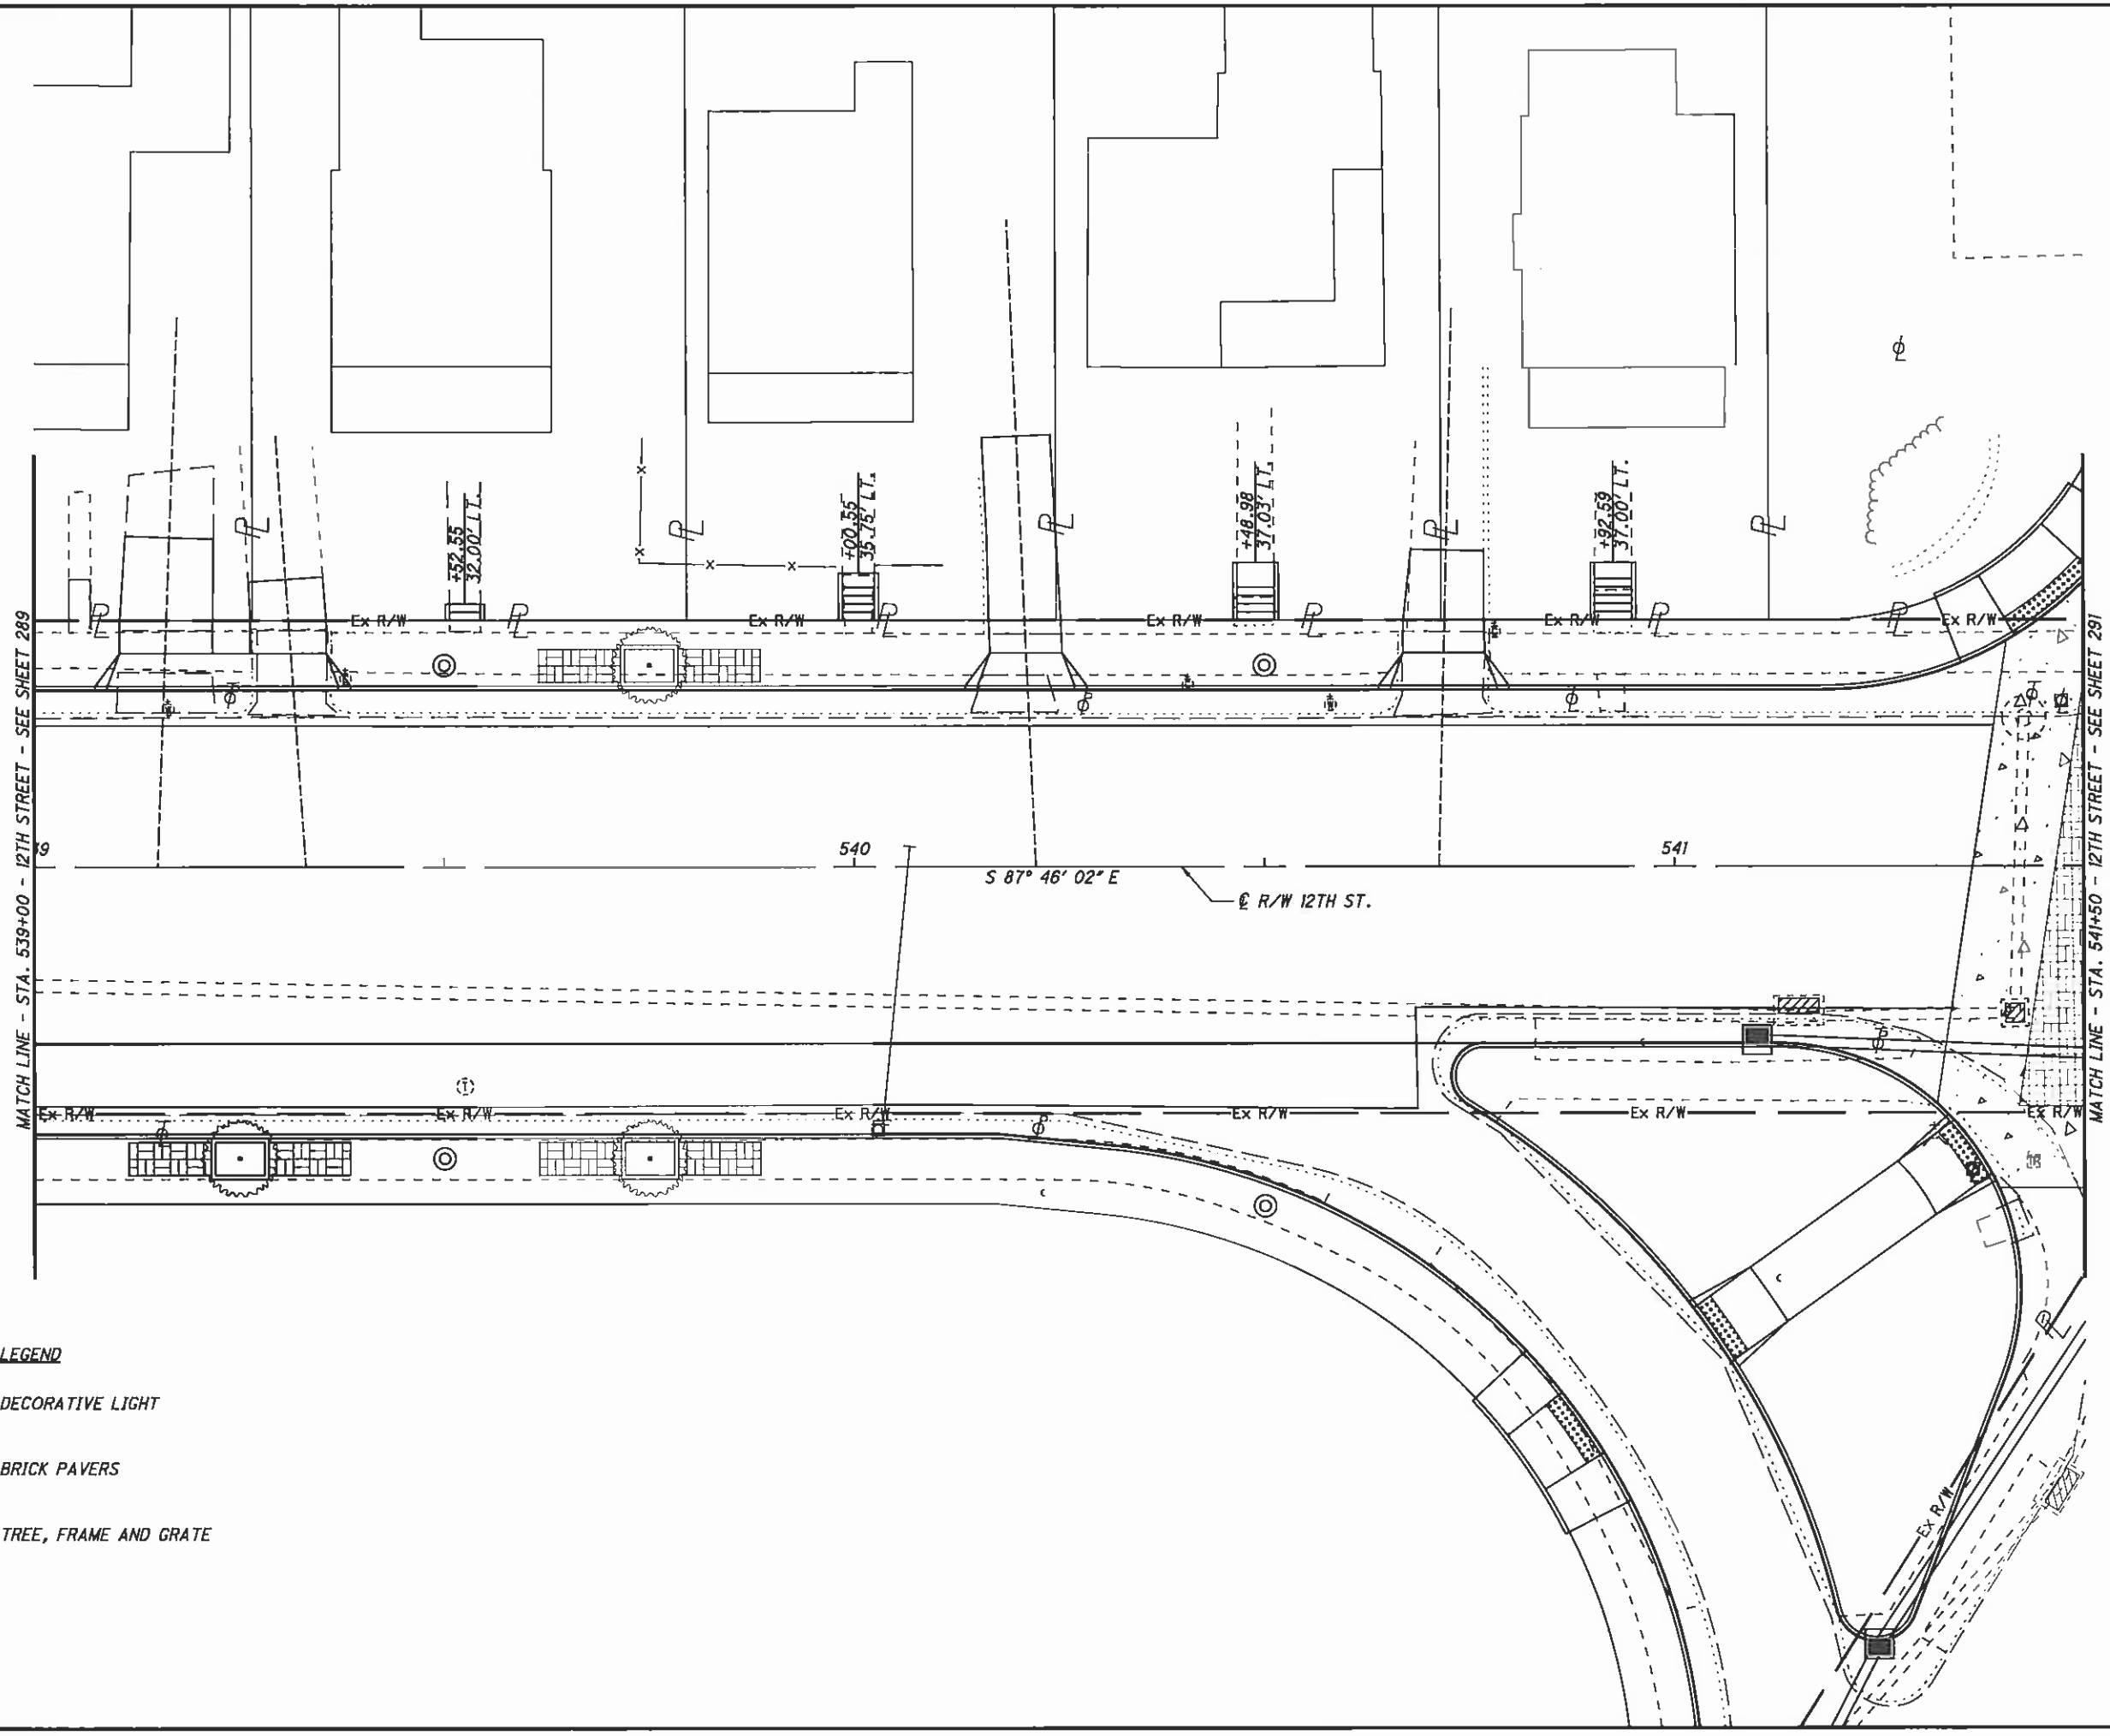 +52.55
32.00' LT.
+00.55
35.75' LT.
+48.98
37.03' LT.
+92.59
37.00' LT.
Ex R/W
Ex R/W
Ex R/W
Ex R/W
Ex R/W
MATCH LINE - STA. 539+00 - 12TH STREET - SEE SHEET 289
MATCH LINE - STA. 541+50 - 12TH STREET - SEE SHEET 291
540
541
S 87° 46' 02" E
℄ R/W 12TH ST.
Ex R/W
Ex R/W
Ex R/W
Ex R/W
Ex R/W
Ex R/W
Ex R/W
LEGEND
DECORATIVE LIGHT
BRICK PAVERS
TREE, FRAME AND GRATE